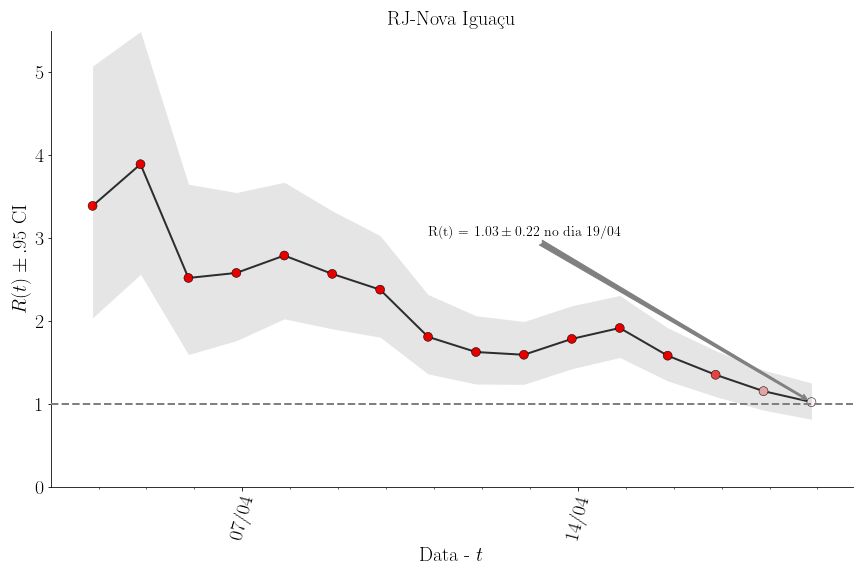 RJ-Nova Iguaçu
5
4
3
2
1
0
R(t) ± .95 CI
R(t) = 1.03 ± 0.22 no dia 19/04
07/04
14/04
Data - t